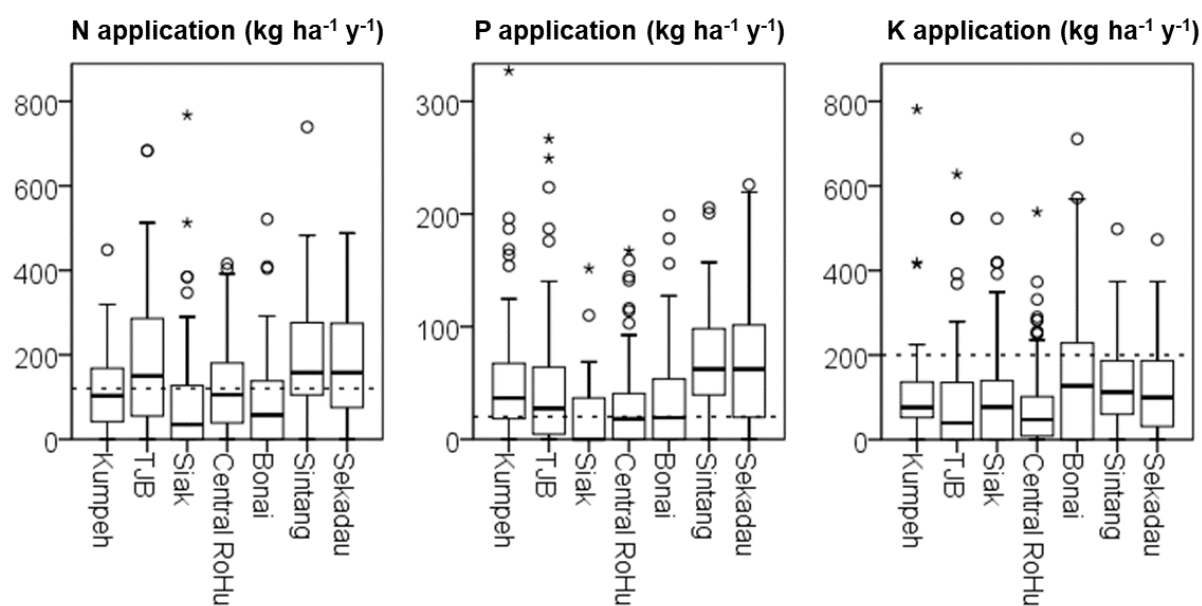 N application (kg ha⁻¹ y⁻¹)
800
600
400
200
0
Kumpeh
TJB
Siak
Central RoHu
Bonai
Sintang
Sekadau
P application (kg ha⁻¹ y⁻¹)
300
200
100
0
Kumpeh
TJB
Siak
Central RoHu
Bonai
Sintang
Sekadau
K application (kg ha⁻¹ y⁻¹)
800
600
400
200
0
Kumpeh
TJB
Siak
Central RoHu
Bonai
Sintang
Sekadau